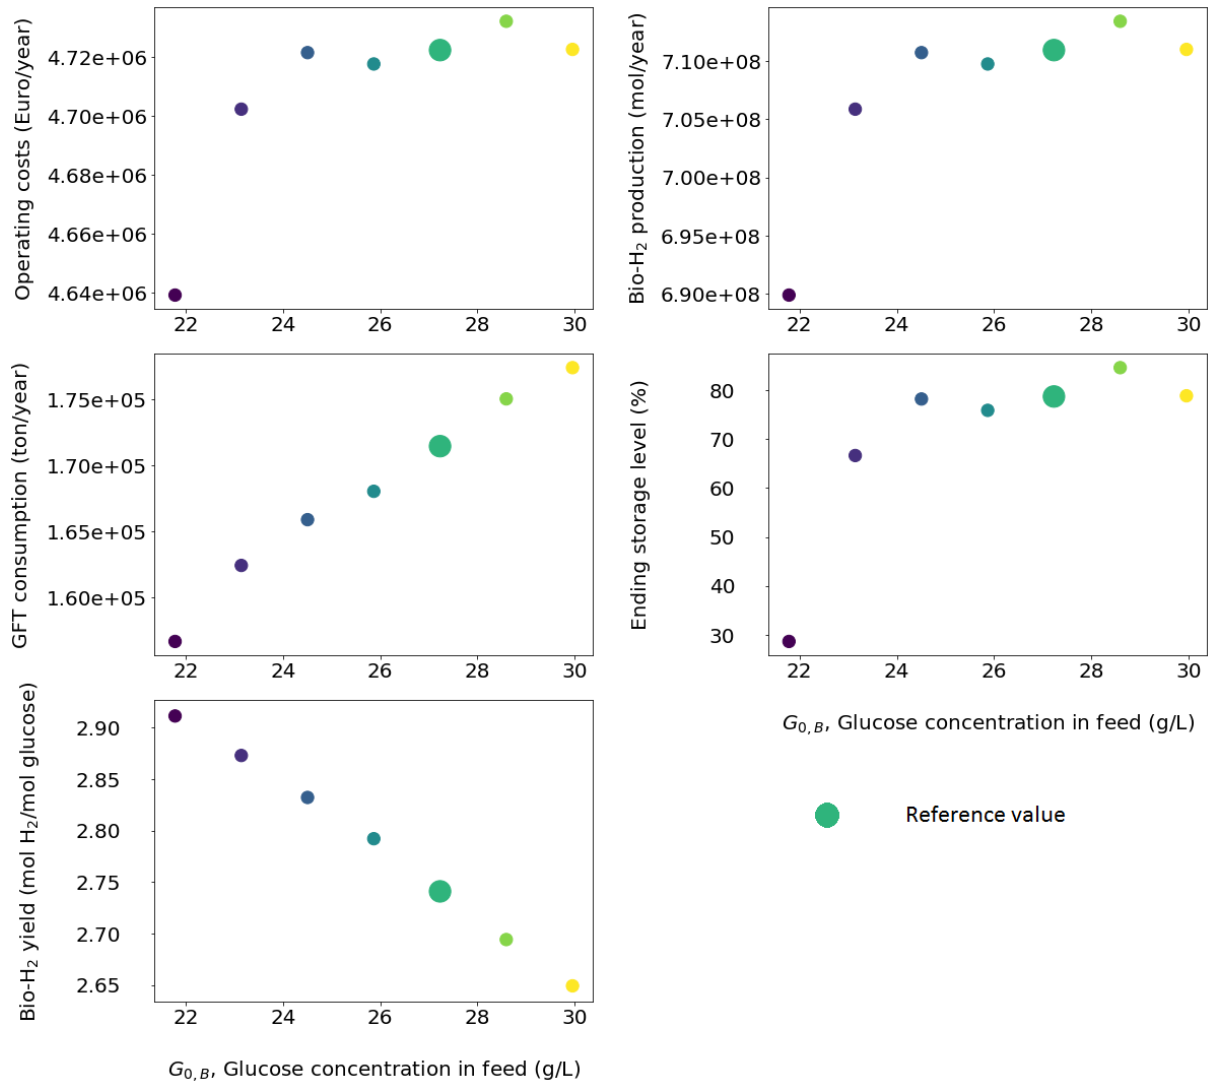 Operating costs (Euro/year)
4.72e+06
4.70e+06
4.68e+06
4.66e+06
4.64e+06
22 24 26 28 30
Bio-H₂ production (mol/year)
7.10e+08
7.05e+08
7.00e+08
6.95e+08
6.90e+08
22 24 26 28 30
GFT consumption (ton/year)
1.75e+05
1.70e+05
1.65e+05
1.60e+05
22 24 26 28 30
Ending storage level (%)
80
70
60
50
40
30
22 24 26 28 30
G₀,B, Glucose concentration in feed (g/L)
Bio-H₂ yield (mol H₂/mol glucose)
2.90
2.85
2.80
2.75
2.70
2.65
22 24 26 28 30
G₀,B, Glucose concentration in feed (g/L)
Reference value